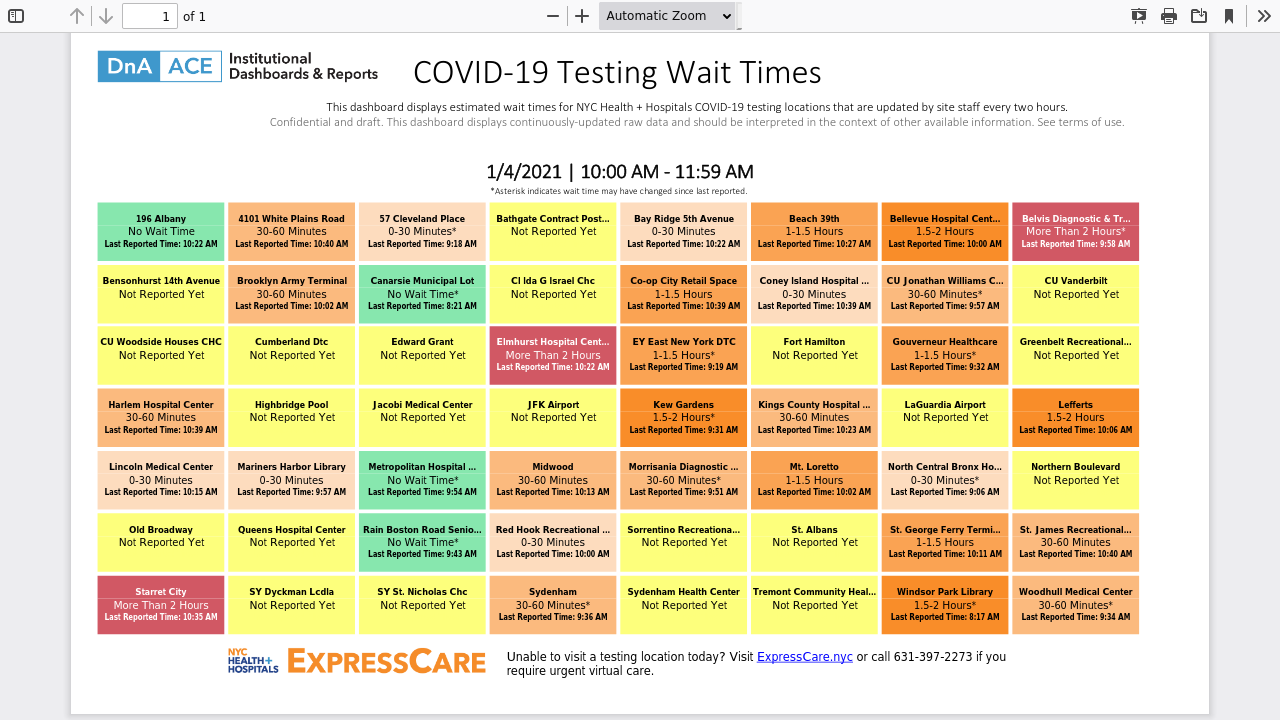 1 of 1 Automatic Zoom
DnA ACE Institutional
Dashboards & Reports
COVID-19 Testing Wait Times
This dashboard displays estimated wait times for NYC Health + Hospitals COVID-19 testing locations that are updated by site staff every two hours.
Confidential and draft. This dashboard displays continuously-updated raw data and should be interpreted in the context of other available information. See terms of use.
1/4/2021 | 10:00 AM - 11:59 AM
*Asterisk indicates wait time may have changed since last reported.
196 Albany
No Wait Time
Last Reported Time: 10:22 AM
4101 White Plains Road
30-60 Minutes
Last Reported Time: 10:40 AM
57 Cleveland Place
0-30 Minutes*
Last Reported Time: 9:18 AM
Bathgate Contract Post...
Not Reported Yet
Bay Ridge 5th Avenue
0-30 Minutes
Last Reported Time: 10:22 AM
Beach 39th
1-1.5 Hours
Last Reported Time: 10:27 AM
Bellevue Hospital Cent...
1.5-2 Hours
Last Reported Time: 10:00 AM
Belvis Diagnostic & Tr...
More Than 2 Hours*
Last Reported Time: 9:58 AM
Bensonhurst 14th Avenue
Not Reported Yet
Brooklyn Army Terminal
30-60 Minutes
Last Reported Time: 10:02 AM
Canarsie Municipal Lot
No Wait Time*
Last Reported Time: 8:21 AM
Cl Ida G Israel Chc
Not Reported Yet
Co-op City Retail Space
1-1.5 Hours
Last Reported Time: 10:39 AM
Coney Island Hospital ...
0-30 Minutes
Last Reported Time: 10:39 AM
CU Jonathan Williams C...
30-60 Minutes*
Last Reported Time: 9:57 AM
CU Vanderbilt
Not Reported Yet
CU Woodside Houses CHC
Not Reported Yet
Cumberland Dtc
Not Reported Yet
Edward Grant
Not Reported Yet
Elmhurst Hospital Cent...
More Than 2 Hours
Last Reported Time: 10:22 AM
EY East New York DTC
1-1.5 Hours*
Last Reported Time: 9:19 AM
Fort Hamilton
Not Reported Yet
Gouverneur Healthcare
1-1.5 Hours*
Last Reported Time: 9:32 AM
Greenbelt Recreational...
Not Reported Yet
Harlem Hospital Center
30-60 Minutes
Last Reported Time: 10:39 AM
Highbridge Pool
Not Reported Yet
Jacobi Medical Center
Not Reported Yet
JFK Airport
Not Reported Yet
Kew Gardens
1.5-2 Hours*
Last Reported Time: 9:31 AM
Kings County Hospital ...
30-60 Minutes
Last Reported Time: 10:23 AM
LaGuardia Airport
Not Reported Yet
Lefferts
1.5-2 Hours
Last Reported Time: 10:06 AM
Lincoln Medical Center
0-30 Minutes
Last Reported Time: 10:15 AM
Mariners Harbor Library
0-30 Minutes
Last Reported Time: 9:57 AM
Metropolitan Hospital ...
No Wait Time*
Last Reported Time: 9:54 AM
Midwood
30-60 Minutes
Last Reported Time: 10:13 AM
Morrisania Diagnostic ...
30-60 Minutes*
Last Reported Time: 9:51 AM
Mt. Loretto
1-1.5 Hours
Last Reported Time: 10:02 AM
North Central Bronx Ho...
0-30 Minutes*
Last Reported Time: 9:06 AM
Northern Boulevard
Not Reported Yet
Old Broadway
Not Reported Yet
Queens Hospital Center
Not Reported Yet
Rain Boston Road Senio...
No Wait Time*
Last Reported Time: 9:43 AM
Red Hook Recreational ...
0-30 Minutes
Last Reported Time: 10:00 AM
Sorrentino Recreationa...
Not Reported Yet
St. Albans
Not Reported Yet
St. George Ferry Termi...
1-1.5 Hours
Last Reported Time: 10:11 AM
St. James Recreational...
30-60 Minutes
Last Reported Time: 10:40 AM
Starret City
More Than 2 Hours
Last Reported Time: 10:35 AM
SY Dyckman Lcdla
Not Reported Yet
SY St. Nicholas Chc
Not Reported Yet
Sydenham
30-60 Minutes*
Last Reported Time: 9:36 AM
Sydenham Health Center
Not Reported Yet
Tremont Community Heal...
Not Reported Yet
Windsor Park Library
1.5-2 Hours*
Last Reported Time: 8:17 AM
Woodhull Medical Center
30-60 Minutes*
Last Reported Time: 9:34 AM
NYC
HEALTH+
HOSPITALS
EXPRESSCARE
Unable to visit a testing location today? Visit ExpressCare.nyc or call 631-397-2273 if you
require urgent virtual care.